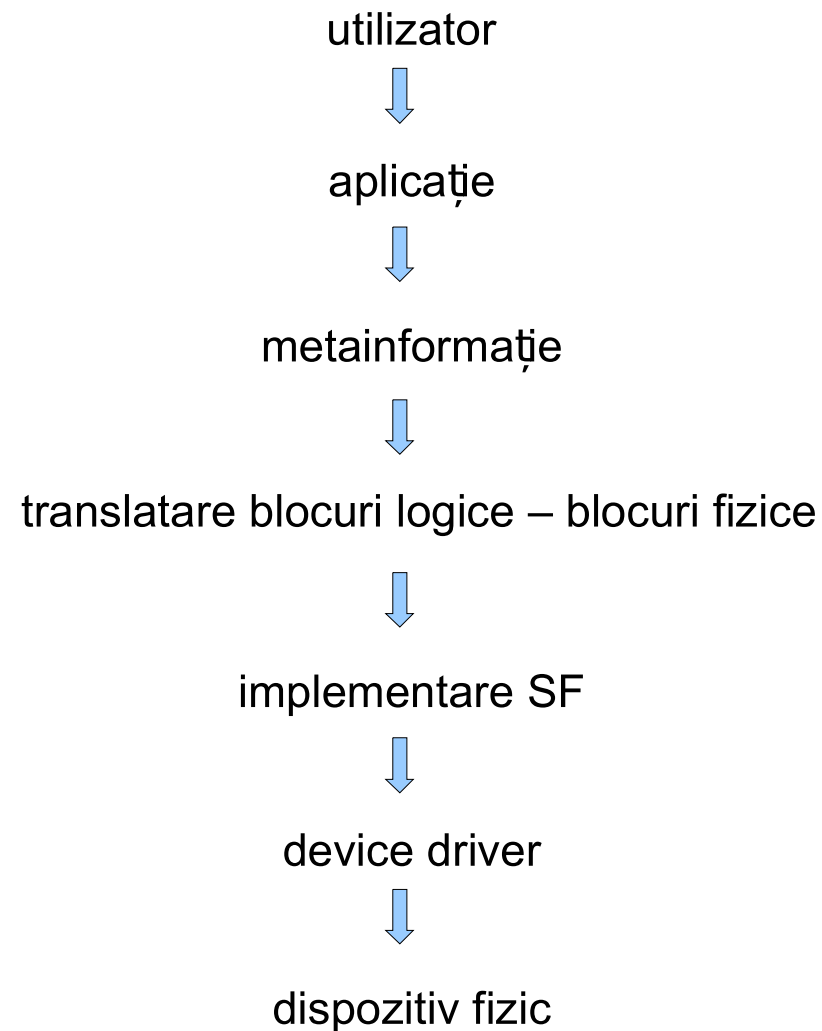 utilizator
aplicație
metainformație
translatare blocuri logice – blocuri fizice
implementare SF
device driver
dispozitiv fizic